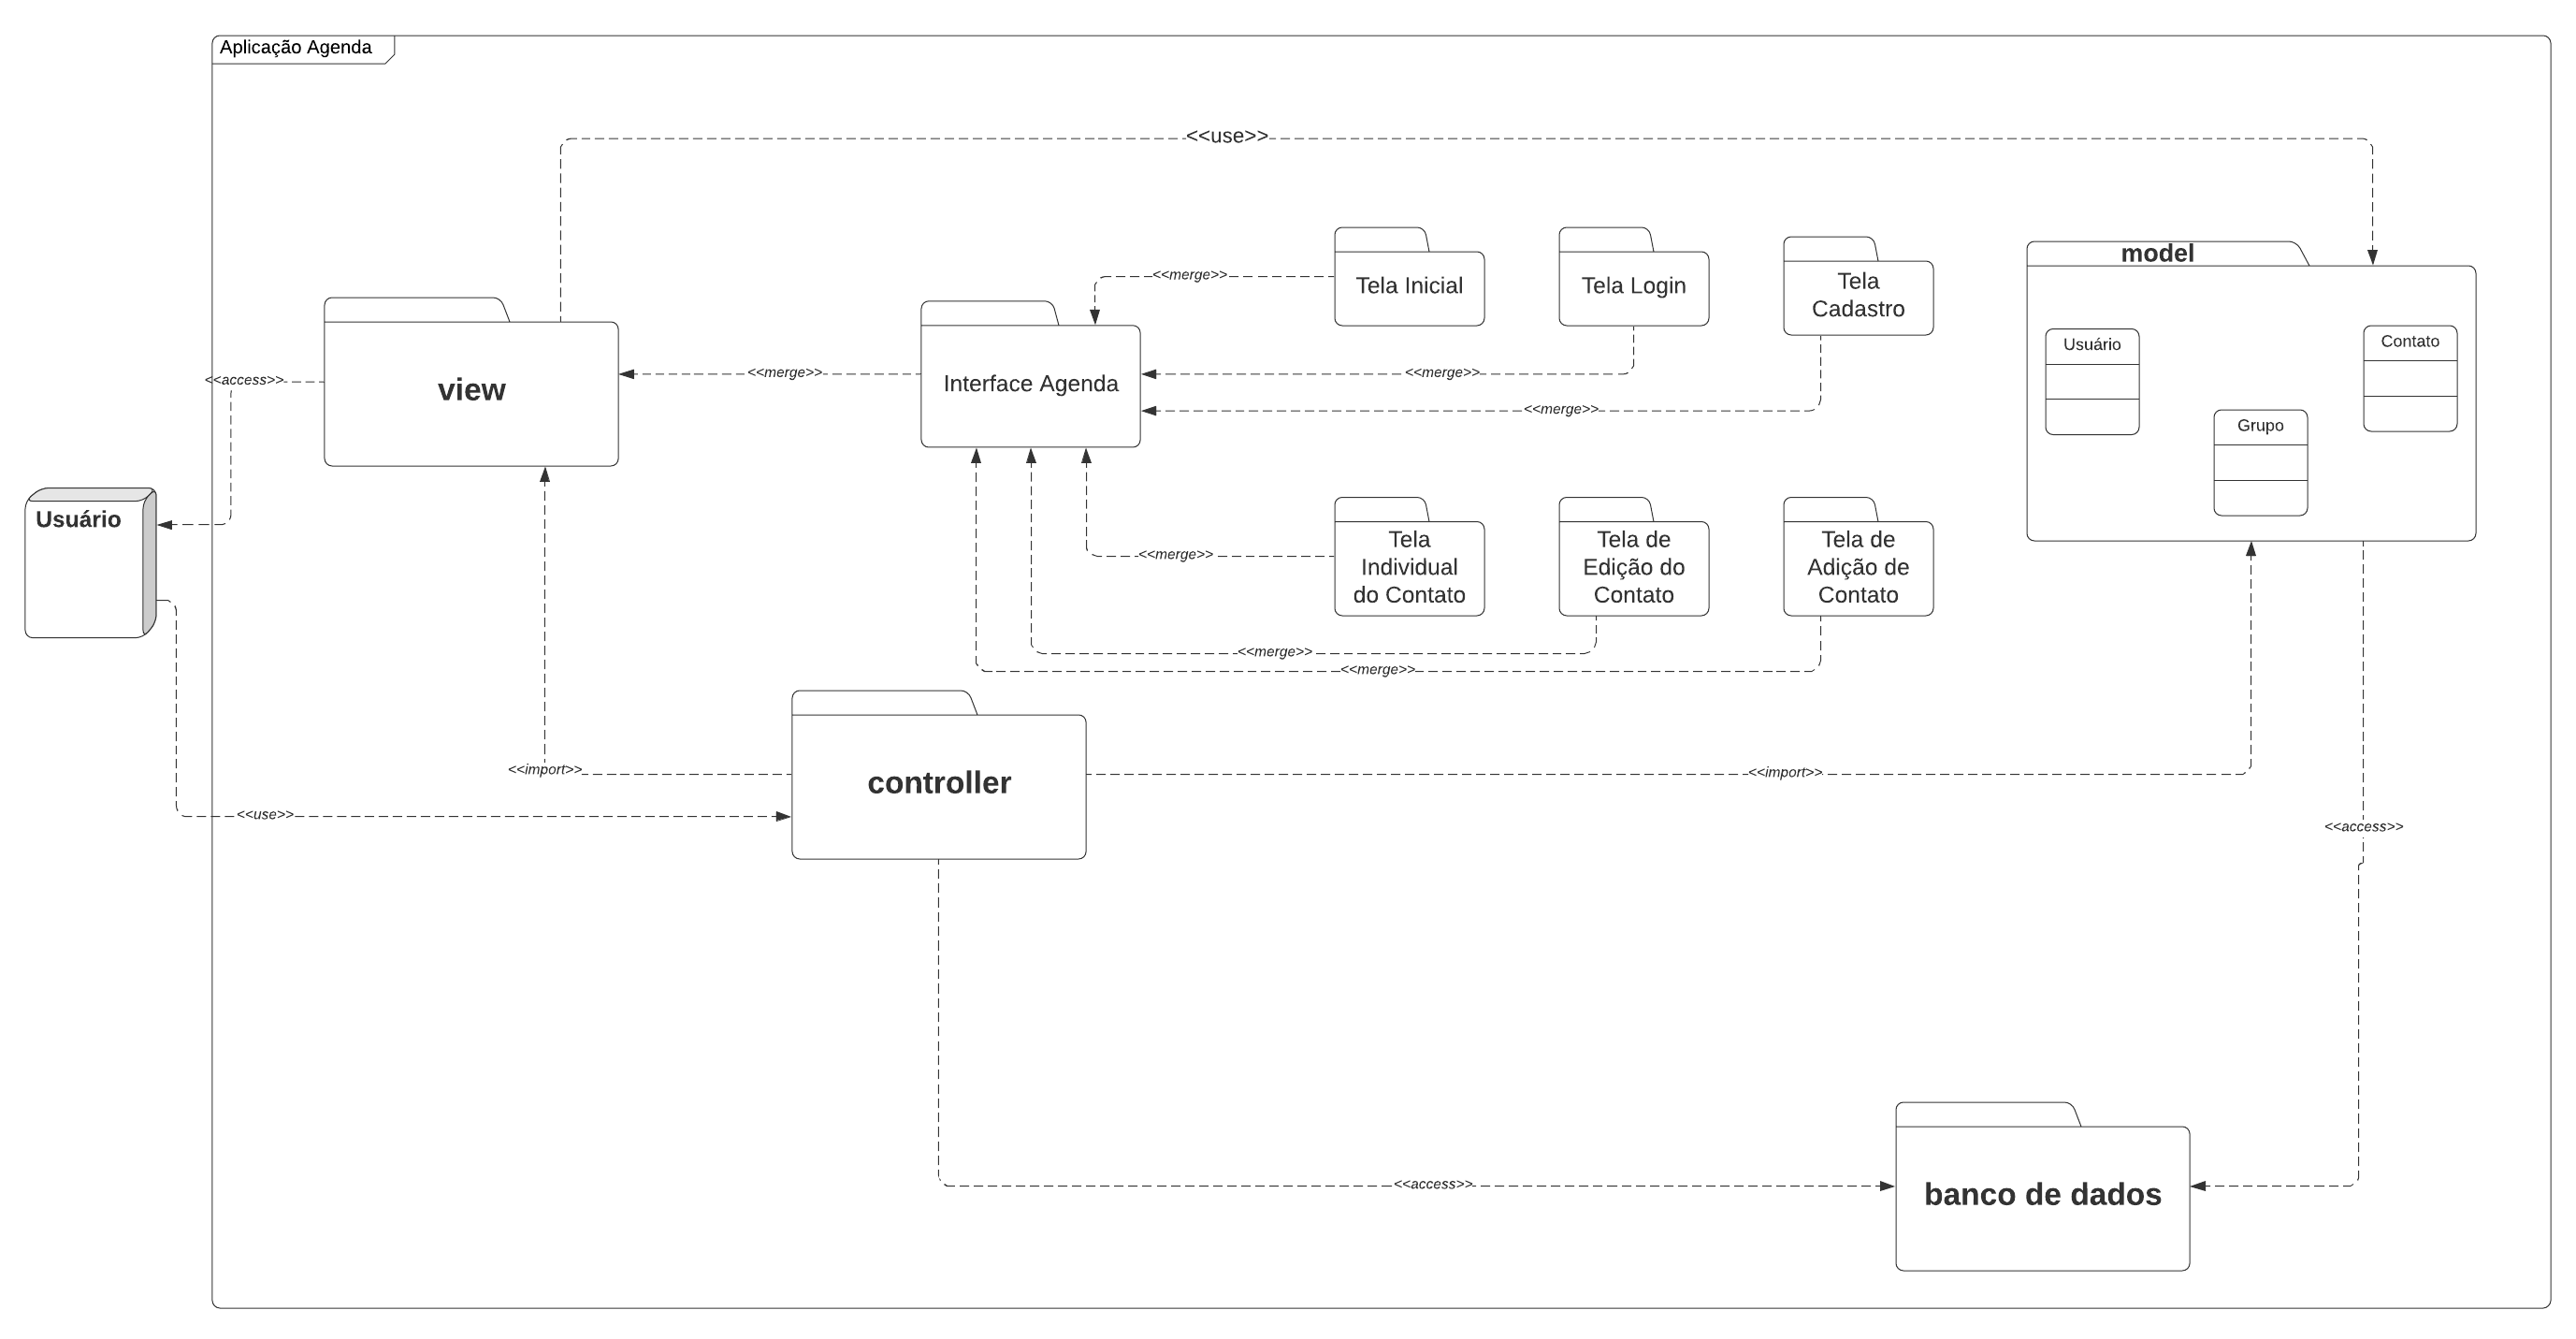 Aplicação Agenda
<<use>>
Tela Inicial
Tela Login
Tela
Cadastro
model
<<merge>>
view
<<access>>
<<merge>>
Interface Agenda
<<merge>>
<<merge>>
Usuário
Contato
Grupo
Usuário
<<merge>>
Tela
Individual
do Contato
Tela de
Edição do
Contato
Tela de
Adição de
Contato
<<merge>>
<<merge>>
<<import>>
controller
<<import>>
<<use>>
<<access>>
<<access>>
banco de dados